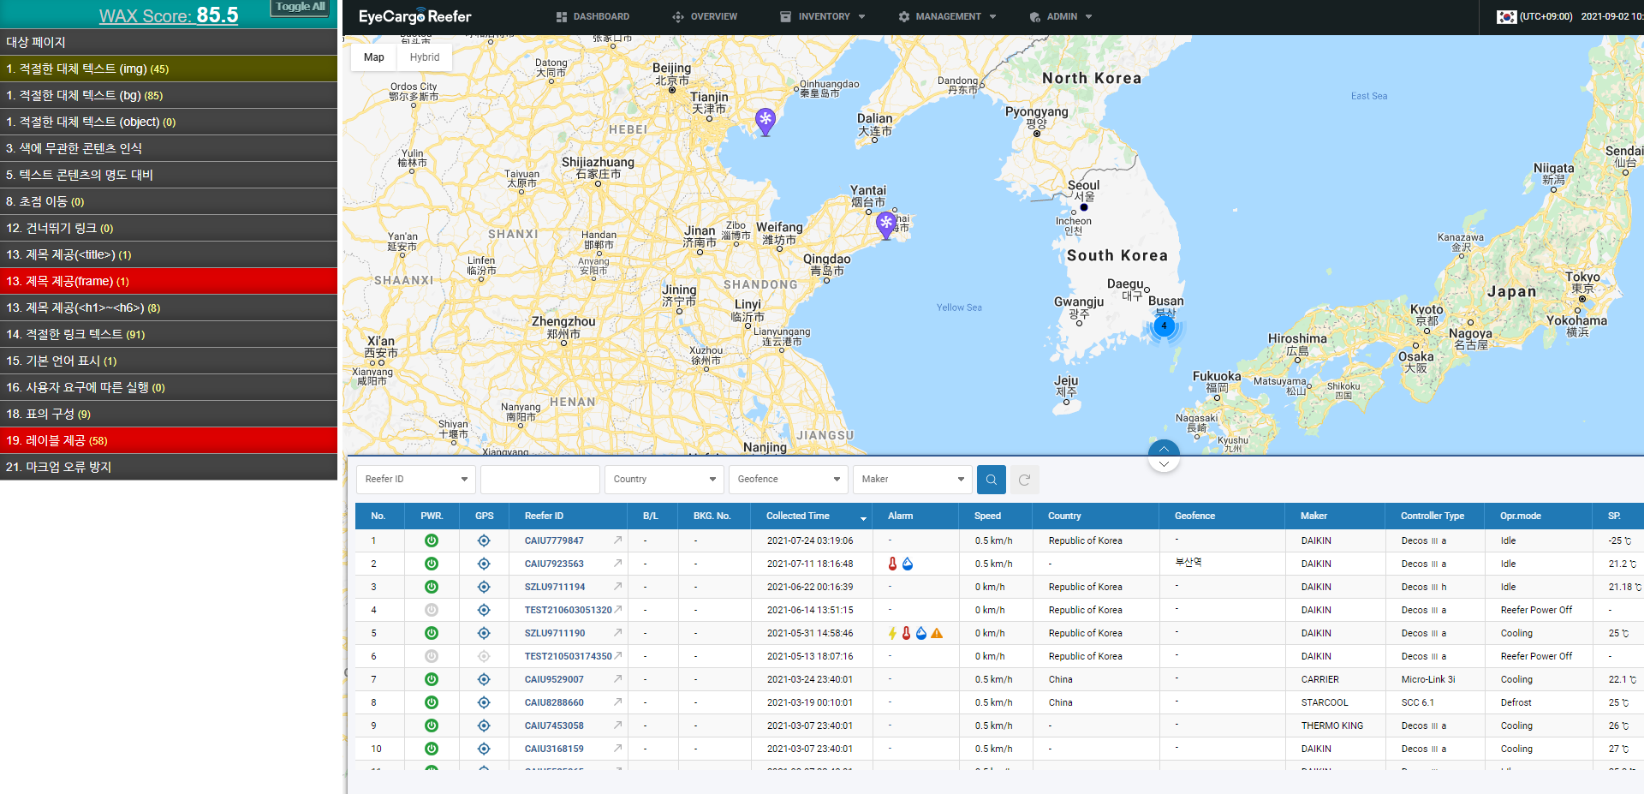 WAX Score: 85.5
Toggle All
대상 페이지
1. 적절한 대체 텍스트 (img) (45)
1. 적절한 대체 텍스트 (bg) (85)
1. 적절한 대체 텍스트 (object) (0)
3. 색에 무관한 콘텐츠 인식
5. 텍스트 콘텐츠의 명도 대비
8. 초점 이동 (0)
12. 건너뛰기 링크 (0)
13. 제목 제공(<title>) (1)
13. 제목 제공(frame) (1)
13. 제목 제공(<h1>~<h6>) (8)
14. 적절한 링크 텍스트 (91)
15. 기본 언어 표시 (1)
16. 사용자 요구에 따른 실행 (0)
18. 표의 구성 (9)
19. 레이블 제공 (58)
21. 마크업 오류 방지
EyeCargo Reefer
DASHBOARD OVERVIEW INVENTORY MANAGEMENT ADMIN
(UTC+09:00) 2021-09-02 10:
Map Hybrid
Datong
大同市
Ordos City
鄂尔多斯市
Beijing
北京市
Tianjin
天津市
Qinhuangdao
秦皇岛市
Dandong
丹东市
North Korea
East Sea
Dalian
大连市
Pyongyang
평양
HEBEI
Yulin
榆林市
Taiyuan
太原市
Shijiazhuang
石家庄市
Sendai
仙台
Niigata
新潟
Yantai
烟台市
Seoul
서울
Incheon
인천
Yan'an
延安市
SHANXI
Handan
邯郸市
Jinan
济南市
Zibo
淄博市
Weifang
潍坊市
Kanazawa
金沢
Linfen
临汾市
Anyang
安阳市
Qingdao
青岛市
South Korea
SHAANXI
SHANDONG
Tokyo
東京
Jining
济宁市
Linyi
临沂市
Daegu
대구
Gwangju
광주
Busan
부산
4
Japan
Yellow Sea
Kyoto
京都
Yokohama
横浜
Zhengzhou
郑州市
Lianyungang
连云港市
Nagoya
名古屋
Hiroshima
広島
Osaka
大阪
Xi'an
西安市
Xianyang
咸阳市
Xuzhou
徐州市
Jeju
제주
Fukuoka
福岡
Matsuyama
松山
Shikoku
四国
HENAN
Nanyang
南阳市
Shiyan
十堰市
Nagasaki
長崎
Kyushu
九州
JIANGSU
Nanjing
Reefer ID Country Geofence Maker
No. PWR. GPS Reefer ID B/L BKG. No. Collected Time Alarm Speed Country Geofence Maker Controller Type Opr.mode SP.
1 CAIU7779847 - - 2021-07-24 03:19:06 - 0.5 km/h Republic of Korea - DAIKIN Decos III a Idle -25 ℃
2 CAIU7923563 - - 2021-07-11 18:16:48 0.5 km/h - 부산역 DAIKIN Decos III a Idle 21.2 ℃
3 SZLU9711194 - - 2021-06-22 00:16:39 - 0 km/h Republic of Korea - DAIKIN Decos III h Idle 21.18 ℃
4 TEST210603051320 - - 2021-06-14 13:51:15 - 0 km/h Republic of Korea - DAIKIN Decos III a Reefer Power Off -
5 SZLU9711190 - - 2021-05-31 14:58:46 0 km/h Republic of Korea - DAIKIN Decos III a Cooling 25 ℃
6 TEST210503174350 - - 2021-05-13 18:07:16 - 0 km/h Republic of Korea - DAIKIN Decos III a Reefer Power Off -
7 CAIU9529007 - - 2021-03-24 23:40:01 - 0.5 km/h China - CARRIER Micro-Link 3i Cooling 22.1 ℃
8 CAIU8288660 - - 2021-03-19 00:10:01 - 0.5 km/h China - STARCOOL SCC 6.1 Defrost 25 ℃
9 CAIU7453058 - - 2021-03-07 23:40:01 - 0.5 km/h - - THERMO KING Decos III a Cooling 26 ℃
10 CAIU3168159 - - 2021-03-07 23:40:01 - 0.5 km/h - - DAIKIN Decos III a Cooling 27 ℃